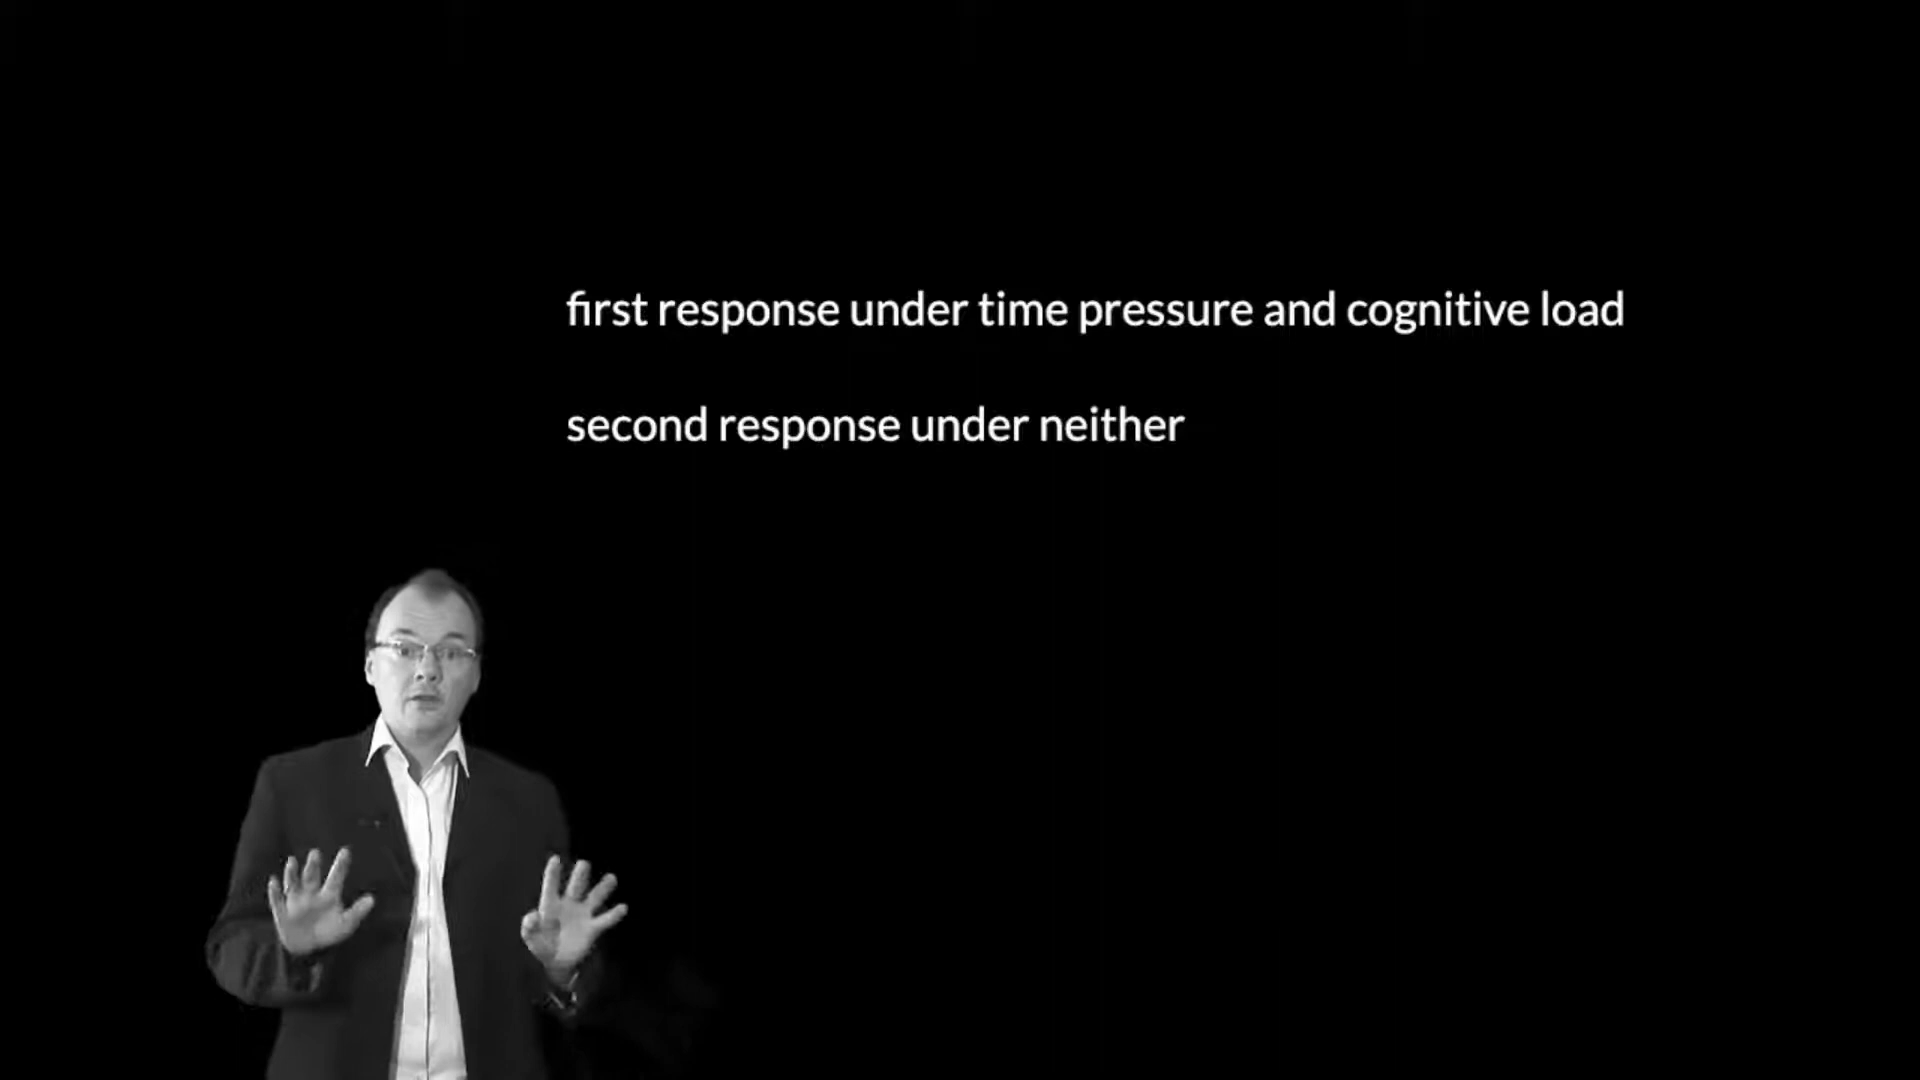 first response under time pressure and cognitive load
second response under neither